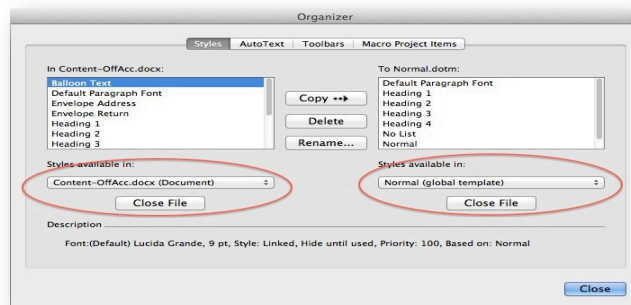 Organizer
Styles AutoText Toolbars Macro Project Items
In Content-OffAcc.docx:
Balloon Text
Default Paragraph Font
Envelope Address
Envelope Return
Heading 1
Heading 2
Heading 3
Copy
Delete
Rename...
To Normal.dotm:
Default Paragraph Font
Heading 1
Heading 2
Heading 3
Heading 4
No List
Normal
Styles available in:
Content-OffAcc.docx (Document)
Close File
Styles available in:
Normal (global template)
Close File
Description
Font:(Default) Lucida Grande, 9 pt, Style: Linked, Hide until used, Priority: 100, Based on: Normal
Close